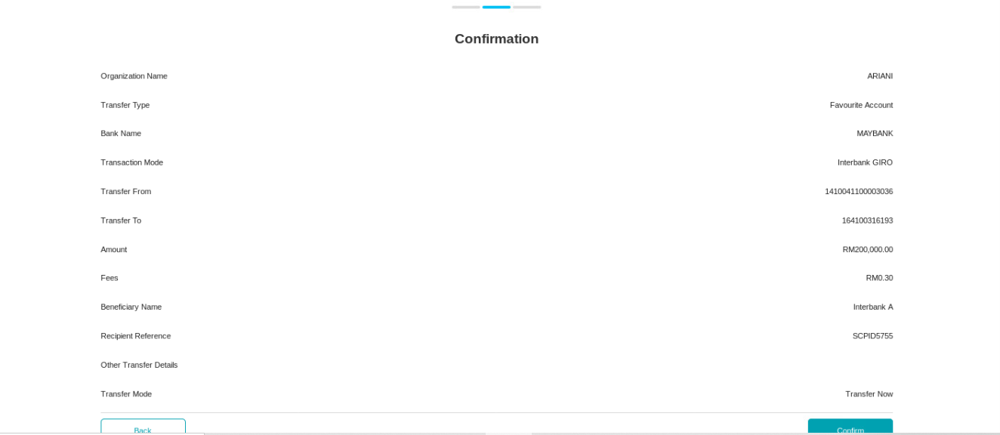 Confirmation
Organization Name ARIANI
Transfer Type Favourite Account
Bank Name MAYBANK
Transaction Mode Interbank GIRO
Transfer From 1410041100003036
Transfer To 164100316193
Amount RM200,000.00
Fees RM0.30
Beneficiary Name Interbank A
Recipient Reference SCPID5755
Other Transfer Details
Transfer Mode Transfer Now
Back Confirm